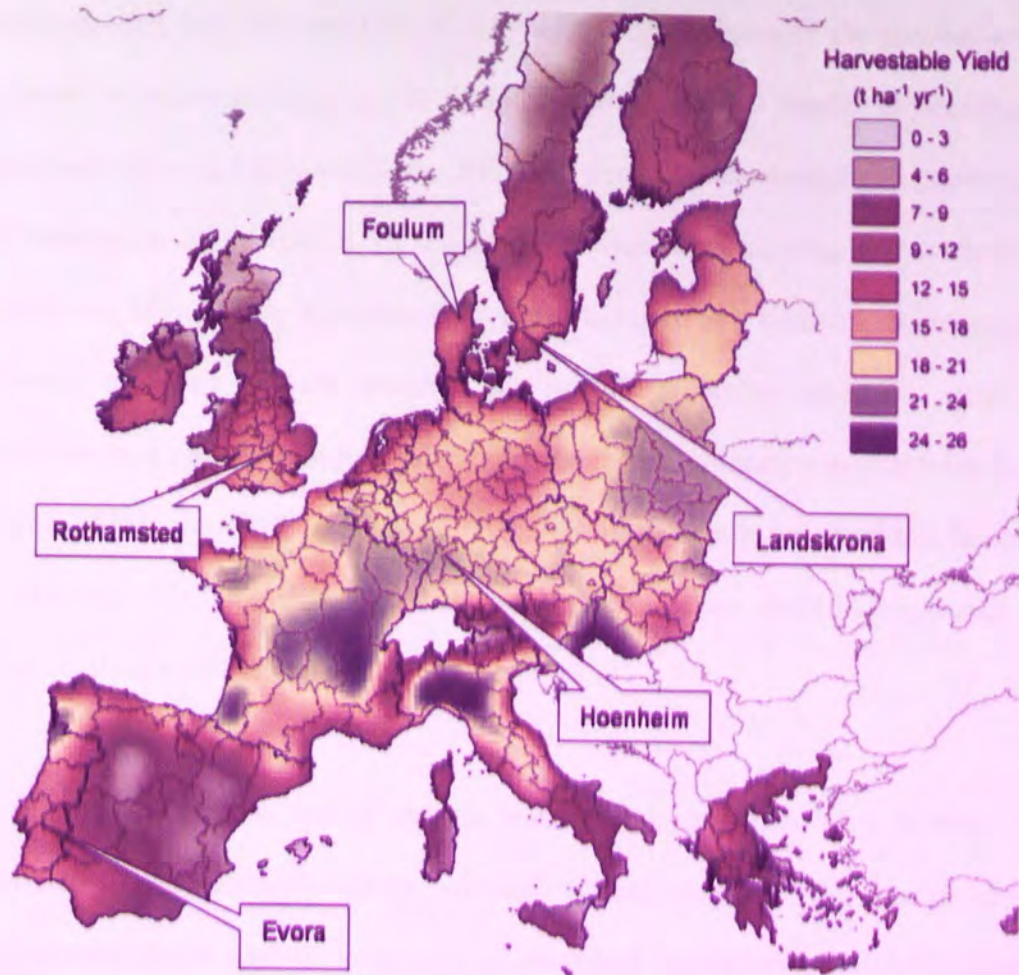 Harvestable Yield
(t ha⁻¹ yr⁻¹)
0 - 3
4 - 6
7 - 9
9 - 12
12 - 15
15 - 18
18 - 21
21 - 24
24 - 26
Foulum
Rothamsted
Landskrona
Hoenheim
Evora